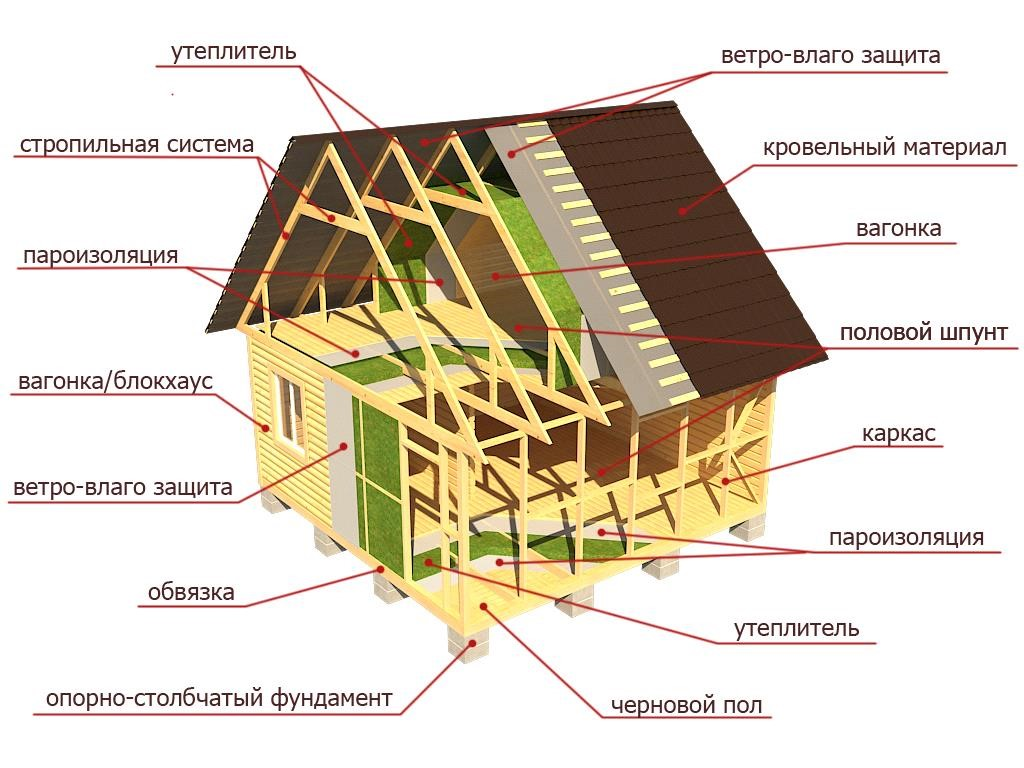 утеплитель
ветро-влаго защита
стропильная система
кровельный материал
вагонка
пароизоляция
половой шпунт
вагонка/блокхаус
каркас
ветро-влаго защита
пароизоляция
обвязка
утеплитель
опорно-столбчатый фундамент
черновой пол